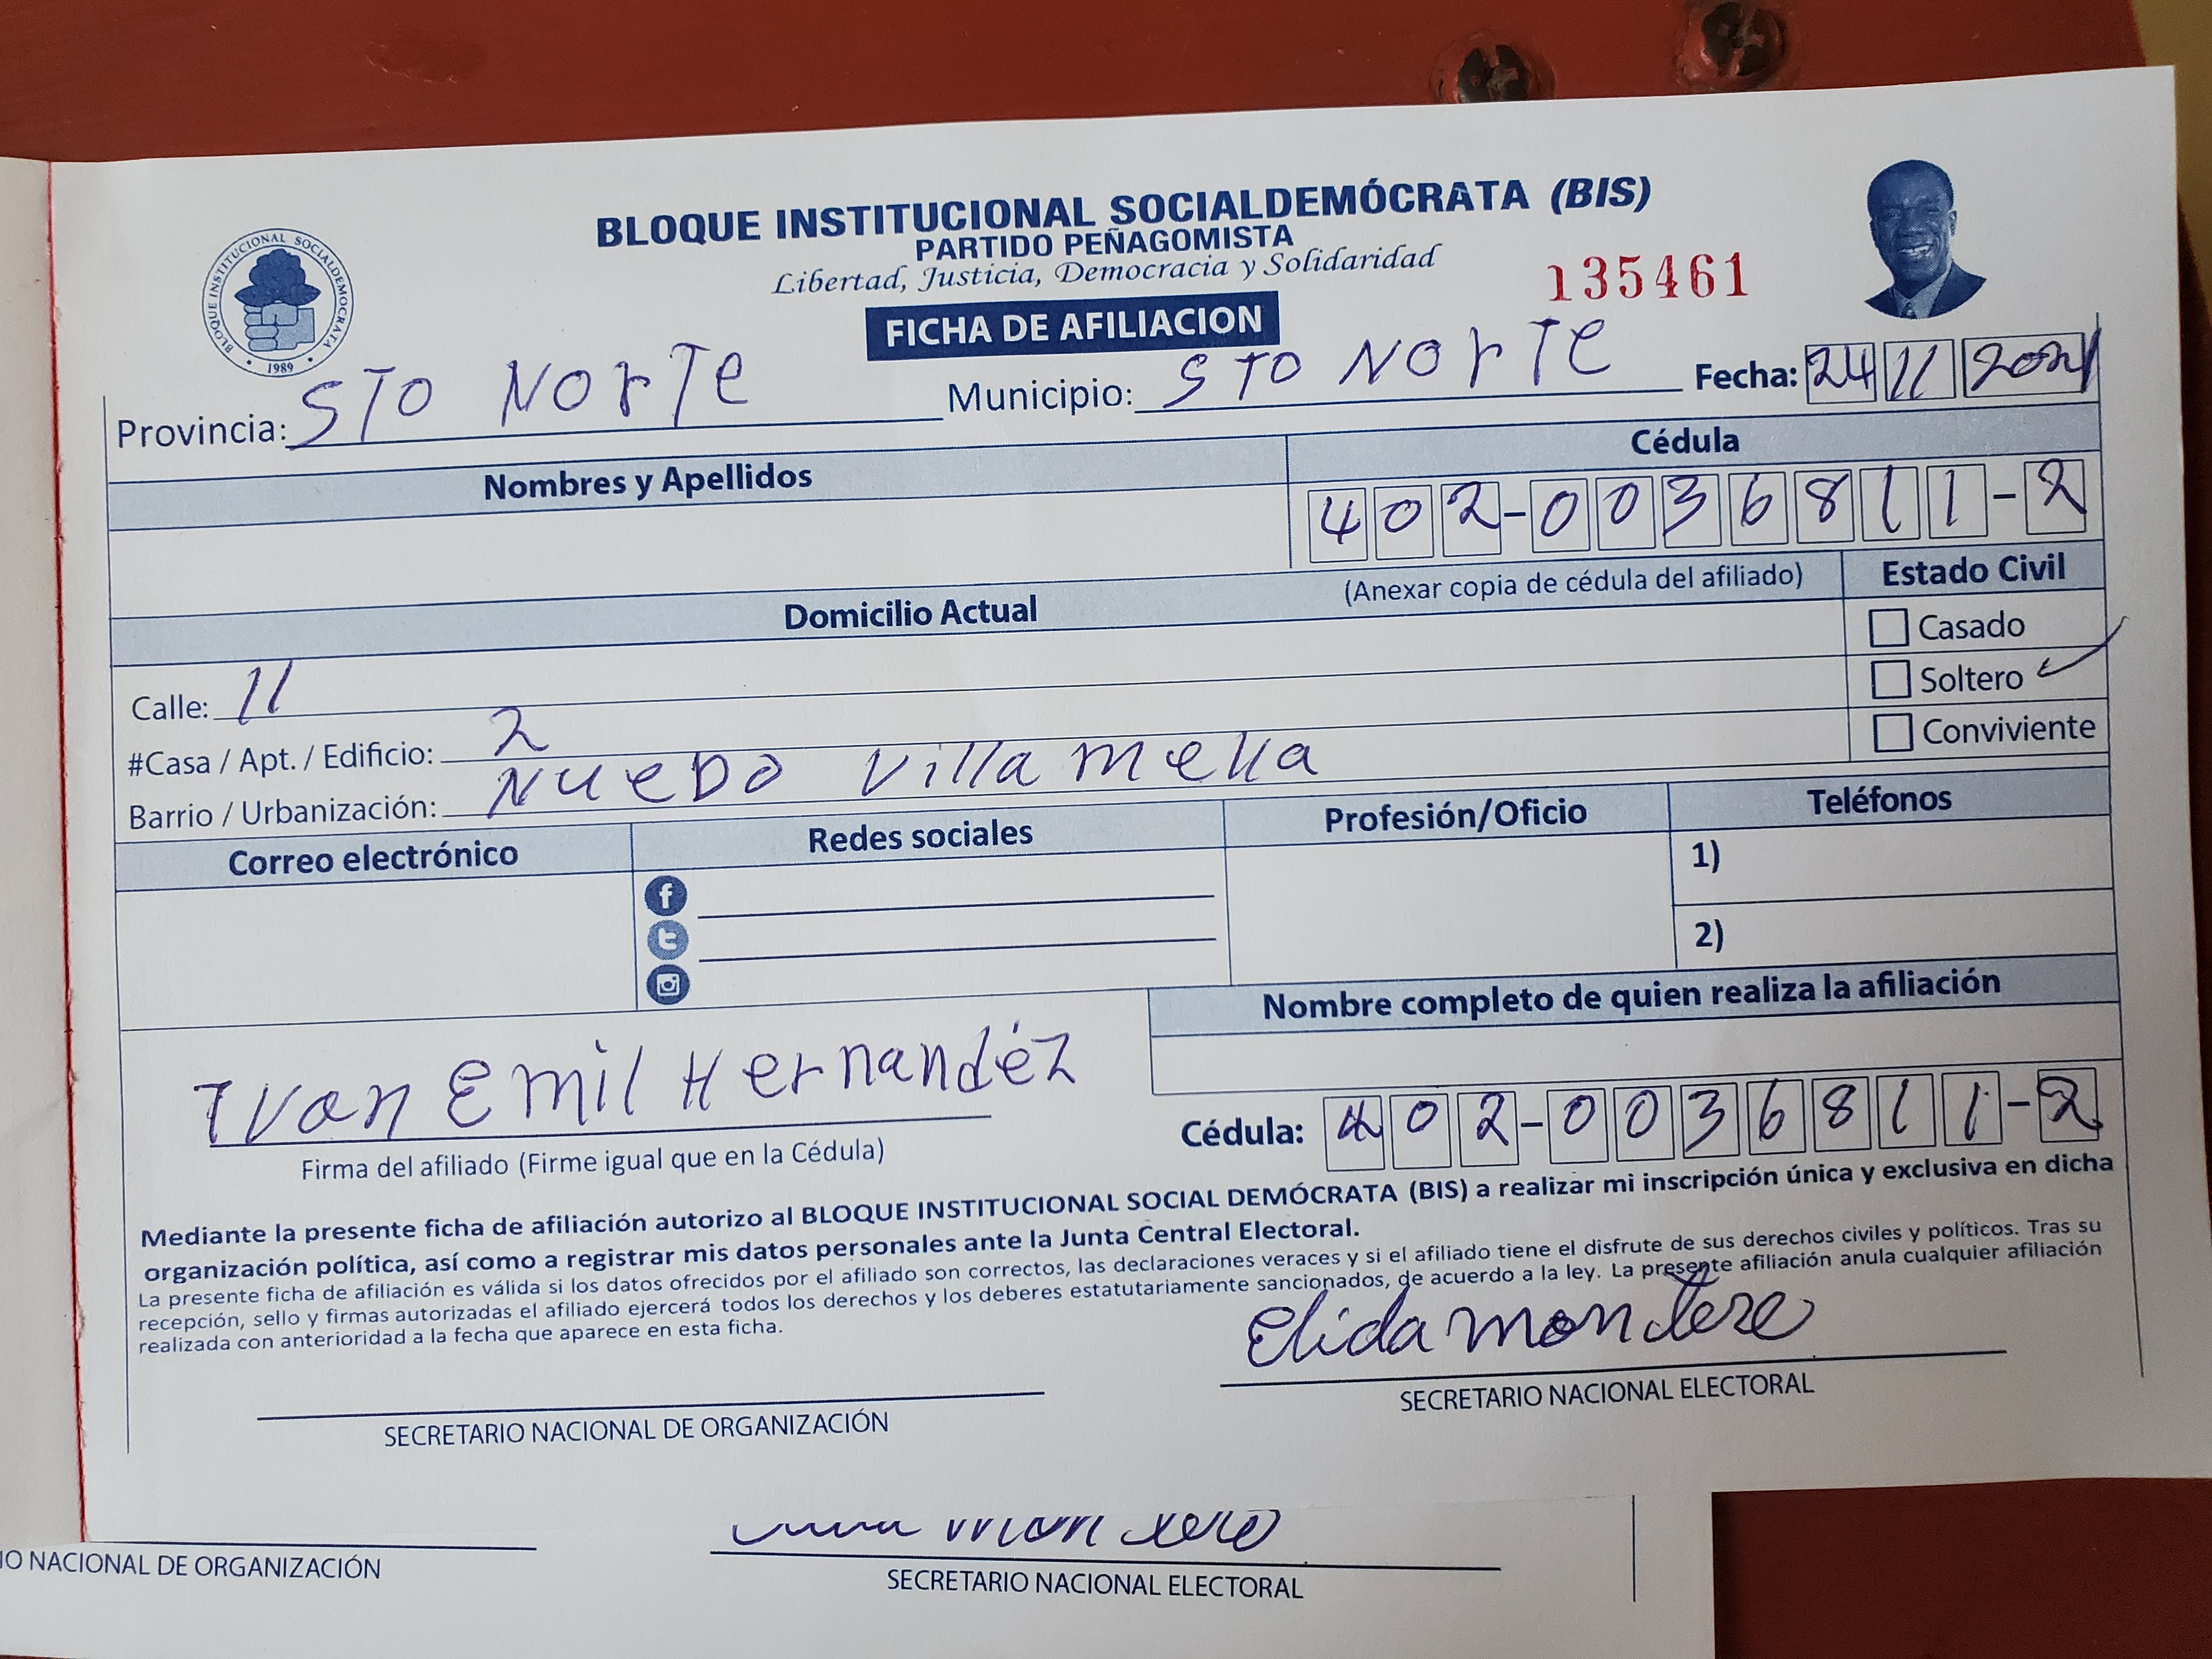 BLOQUE INSTITUCIONAL SOCIALDEMÓCRATA (BIS)
PARTIDO PEÑAGOMISTA
Libertad, Justicia, Democracia y Solidaridad
135461
BLOQUE INSTITUCIONAL SOCIALDEMOCRATA
• 1989 •
FICHA DE AFILIACION
Provincia: STO NorTe Municipio: STO NOrTe Fecha: 24 11 2021
Nombres y Apellidos Cédula
402-0036811-2
Domicilio Actual (Anexar copia de cédula del afiliado) Estado Civil
Casado
Calle: 11 Soltero ✓
#Casa / Apt. / Edificio: 2 Conviviente
Barrio / Urbanización: NUeDo Villa mella
Correo electrónico Redes sociales Profesión/Oficio Teléfonos
1)
2)
Nombre completo de quien realiza la afiliación
Ivan Emil Hernandéz
Firma del afiliado (Firme igual que en la Cédula)
Cédula: 402-0036811-2
Mediante la presente ficha de afiliación autorizo al BLOQUE INSTITUCIONAL SOCIAL DEMÓCRATA (BIS) a realizar mi inscripción única y exclusiva en dicha
organización política, así como a registrar mis datos personales ante la Junta Central Electoral.
La presente ficha de afiliación es válida si los datos ofrecidos por el afiliado son correctos, las declaraciones veraces y si el afiliado tiene el disfrute de sus derechos civiles y políticos. Tras su
recepción, sello y firmas autorizadas el afiliado ejercerá todos los derechos y los deberes estatutariamente sancionados, de acuerdo a la ley. La presente afiliación anula cualquier afiliación
realizada con anterioridad a la fecha que aparece en esta ficha.
Elida montero
SECRETARIO NACIONAL DE ORGANIZACIÓN SECRETARIO NACIONAL ELECTORAL
montero
IO NACIONAL DE ORGANIZACIÓN SECRETARIO NACIONAL ELECTORAL